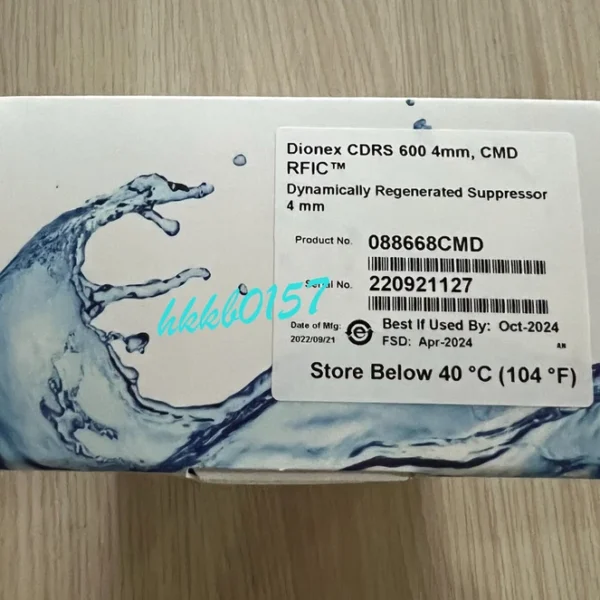 Dionex CDRS 600 4mm, CMD
RFIC™
Dynamically Regenerated Suppressor
4 mm
Product No. 088668CMD
Serial No. 220921127
Date of Mfg:
2022/09/21
e
Best If Used By: Oct-2024
FSD: Apr-2024
AN
Store Below 40 °C (104 °F)
hkkb0157